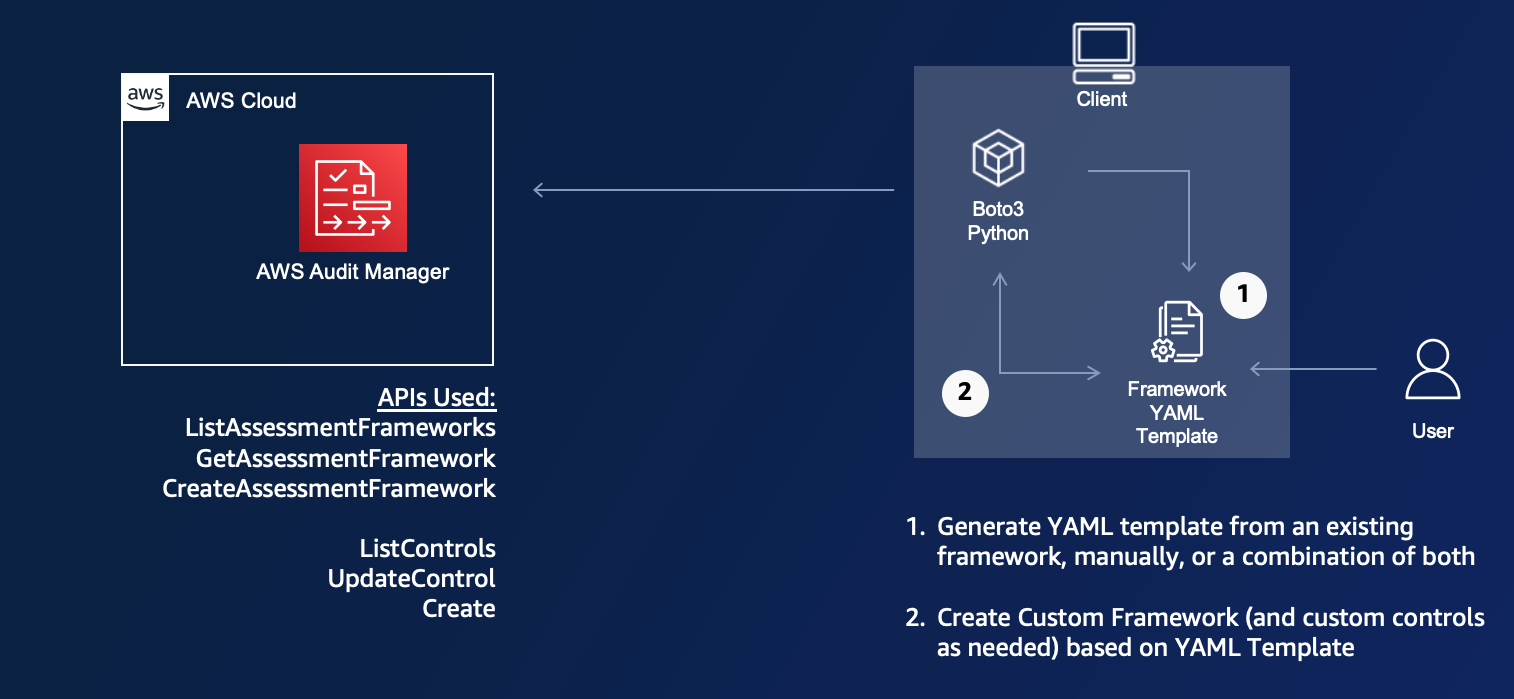 aws
AWS Cloud
AWS Audit Manager
APIs Used:
ListAssessmentFrameworks
GetAssessmentFramework
CreateAssessmentFramework
ListControls
UpdateControl
Create
Client
Boto3
Python
1
2
Framework
YAML
Template
User
1. Generate YAML template from an existing
framework, manually, or a combination of both
2. Create Custom Framework (and custom controls
as needed) based on YAML Template